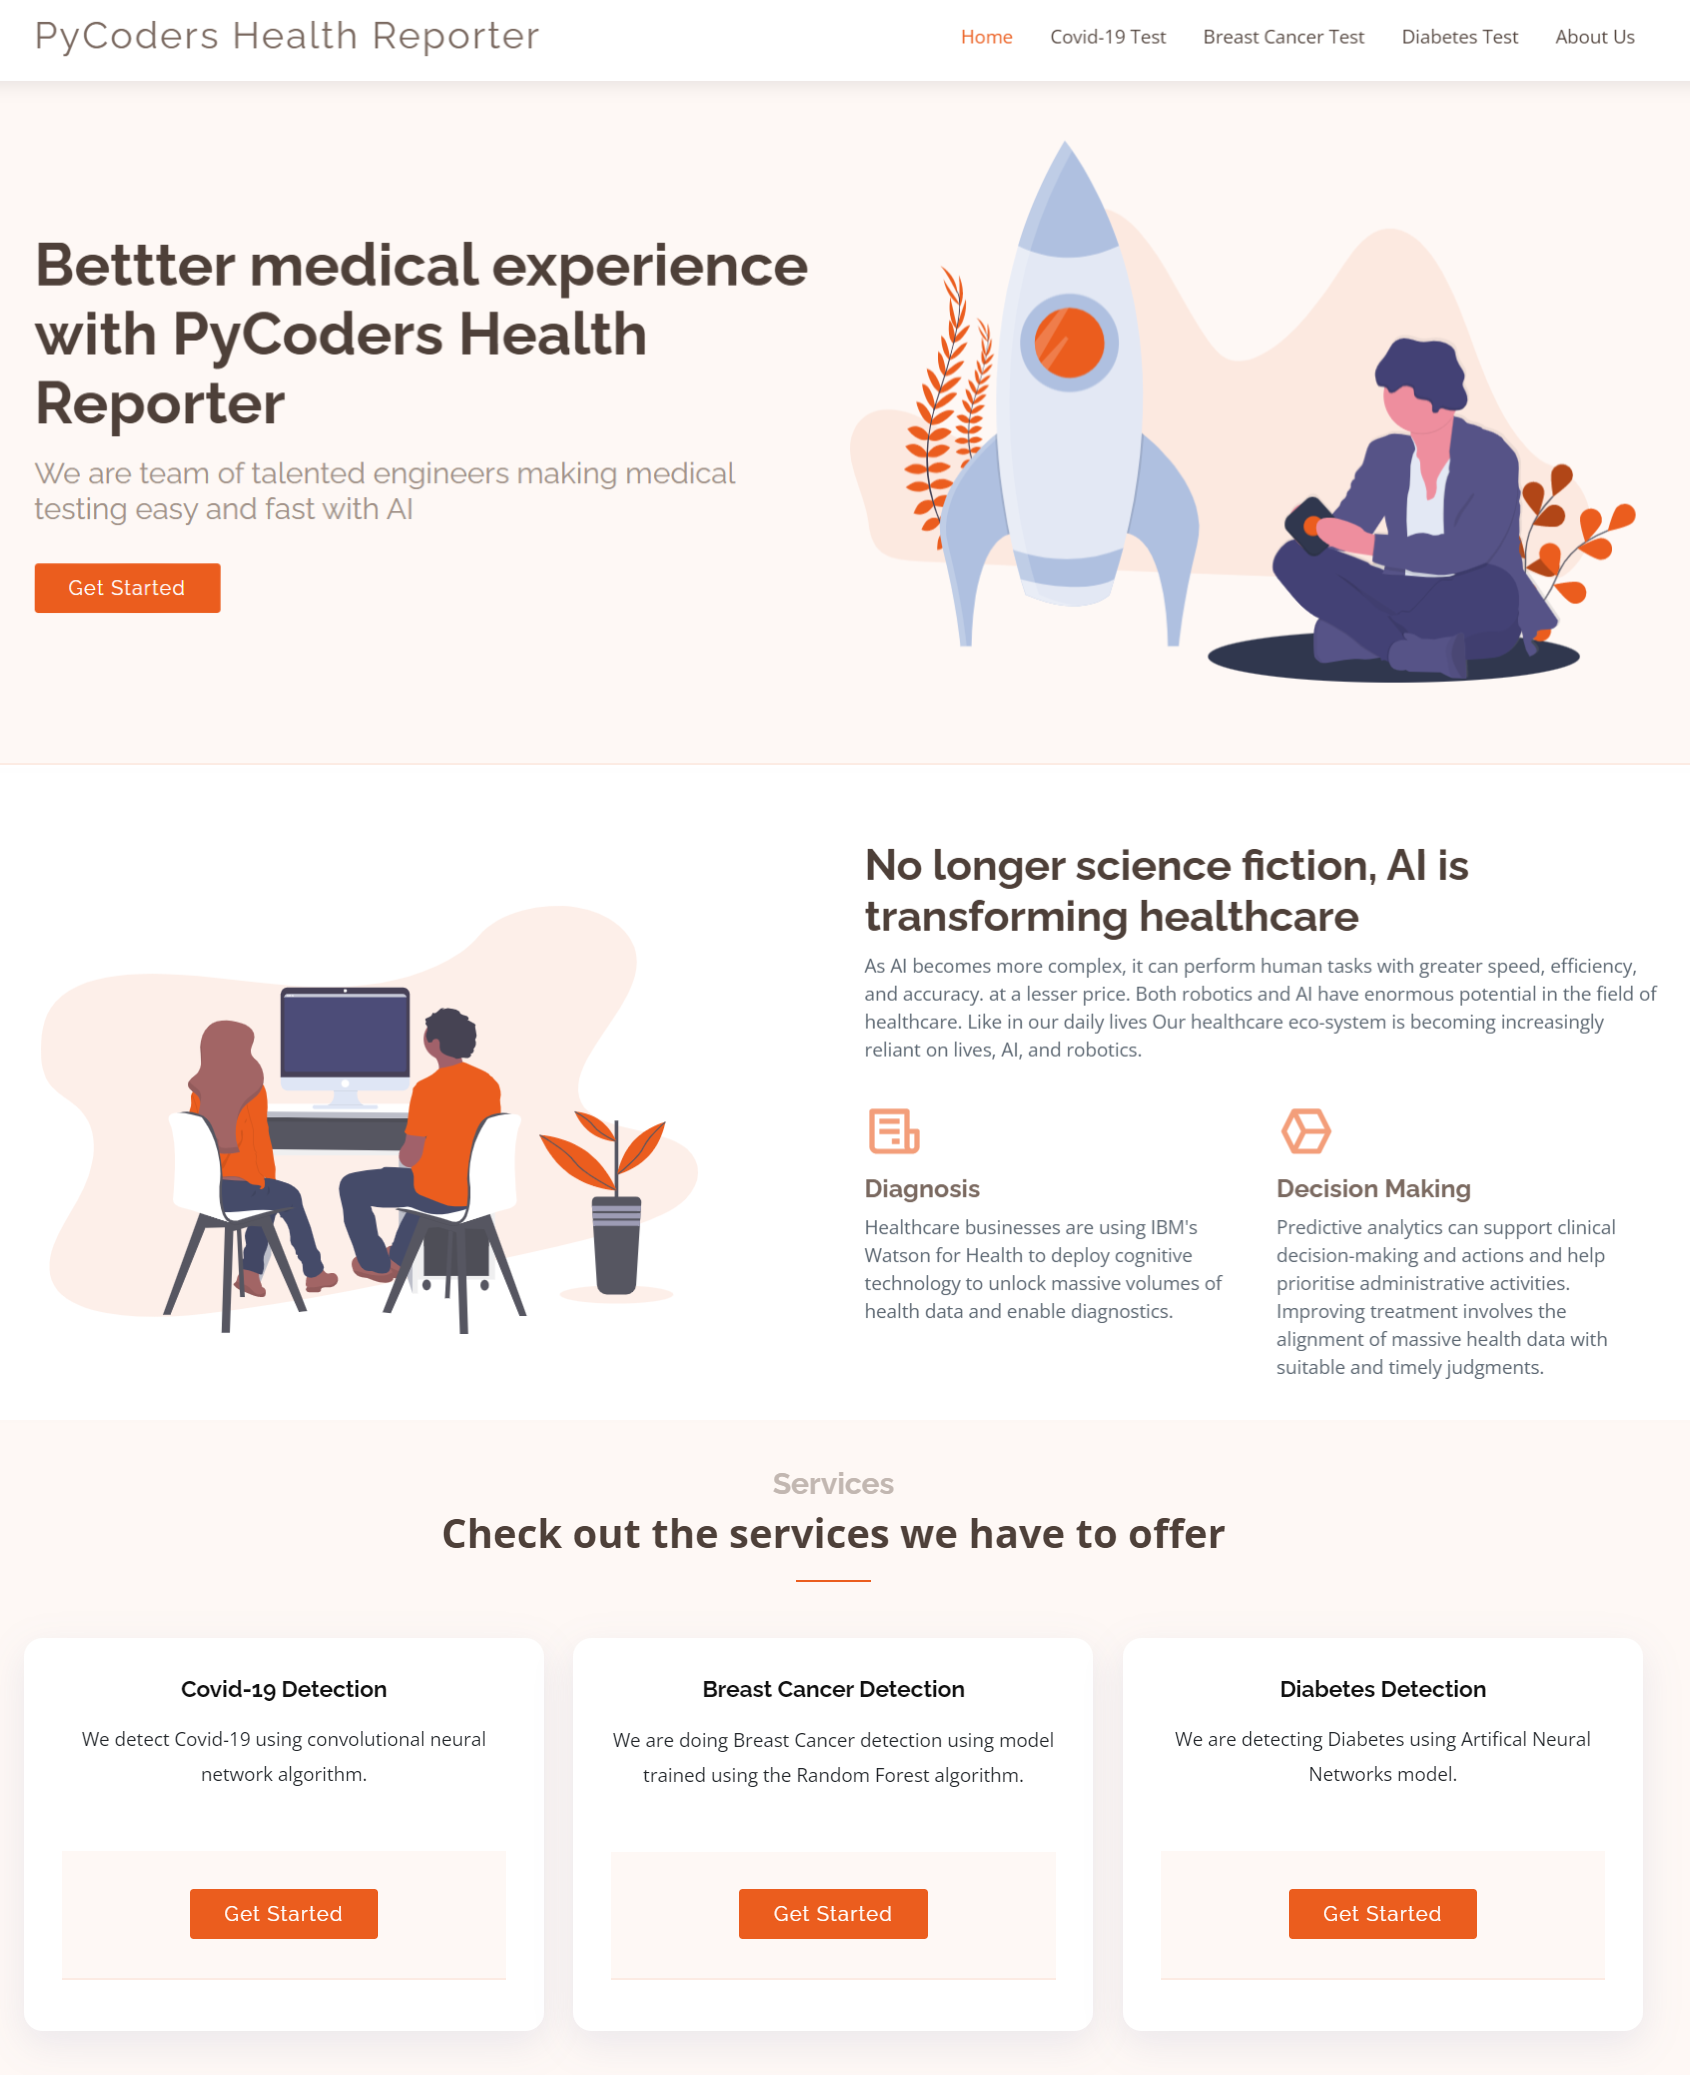 PyCoders Health Reporter
Home Covid-19 Test Breast Cancer Test Diabetes Test About Us
Bettter medical experience
with PyCoders Health
Reporter
We are team of talented engineers making medical
testing easy and fast with AI
Get Started
No longer science fiction, AI is
transforming healthcare
As AI becomes more complex, it can perform human tasks with greater speed, efficiency,
and accuracy. at a lesser price. Both robotics and AI have enormous potential in the field of
healthcare. Like in our daily lives Our healthcare eco-system is becoming increasingly
reliant on lives, AI, and robotics.
Diagnosis
Healthcare businesses are using IBM's
Watson for Health to deploy cognitive
technology to unlock massive volumes of
health data and enable diagnostics.
Decision Making
Predictive analytics can support clinical
decision-making and actions and help
prioritise administrative activities.
Improving treatment involves the
alignment of massive health data with
suitable and timely judgments.
Services
Check out the services we have to offer
Covid-19 Detection
We detect Covid-19 using convolutional neural
network algorithm.
Get Started
Breast Cancer Detection
We are doing Breast Cancer detection using model
trained using the Random Forest algorithm.
Get Started
Diabetes Detection
We are detecting Diabetes using Artifical Neural
Networks model.
Get Started